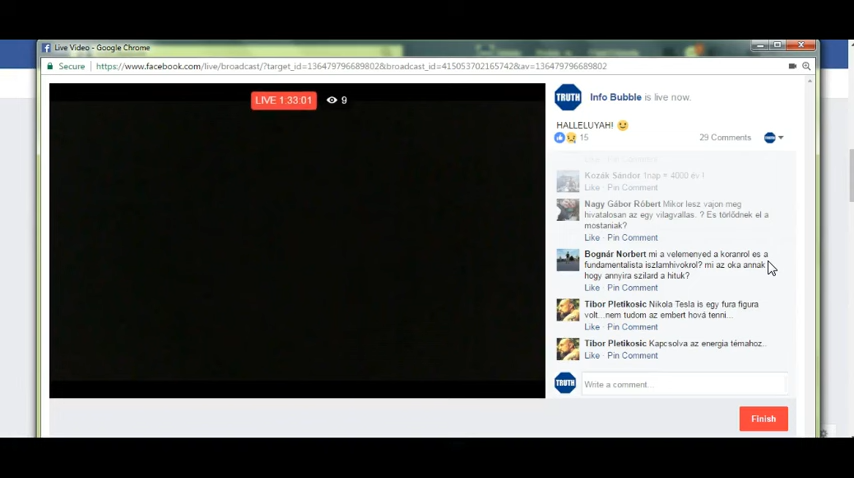 Live Video - Google Chrome
Secure https://www.facebook.com/live/broadcast/?target_id=136479796689802&broadcast_id=415053702165742&av=136479796689802
LIVE 1:33:01 9
TRUTH
Info Bubble is live now.
HALLELUYAH!
15
29 Comments
TRUTH
Kozák Sándor 1nap = 4000 év !
Like · Pin Comment
Nagy Gábor Róbert Mikor lesz vajon meg
hivatalosan az egy vilagvallas. ? Es törlődnek el a
mostaniak?
Like · Pin Comment
Bognár Norbert mi a velemenyed a koranrol es a
fundamentalista iszlamhivokrol? mi az oka annak
hogy annyira szilard a hituk?
Like · Pin Comment
Tibor Pletikosic Nikola Tesla is egy fura figura
volt...nem tudom az embert hová tenni...
Like · Pin Comment
Tibor Pletikosic Kapcsolva az energia témahoz..
Like · Pin Comment
TRUTH
Write a comment...
Finish